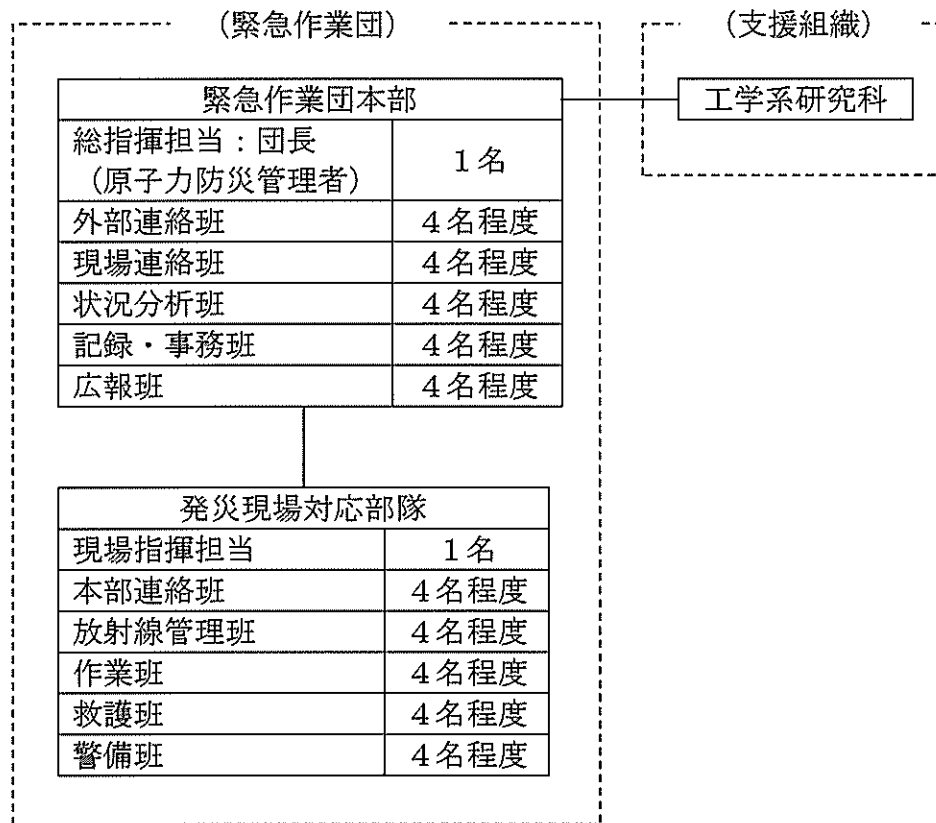 （緊急作業団）
（支援組織）
緊急作業団本部
工学系研究科
総指揮担当：団長
（原子力防災管理者）
１名
外部連絡班 ４名程度
現場連絡班 ４名程度
状況分析班 ４名程度
記録・事務班 ４名程度
広報班 ４名程度
発災現場対応部隊
現場指揮担当 １名
本部連絡班 ４名程度
放射線管理班 ４名程度
作業班 ４名程度
救護班 ４名程度
警備班 ４名程度